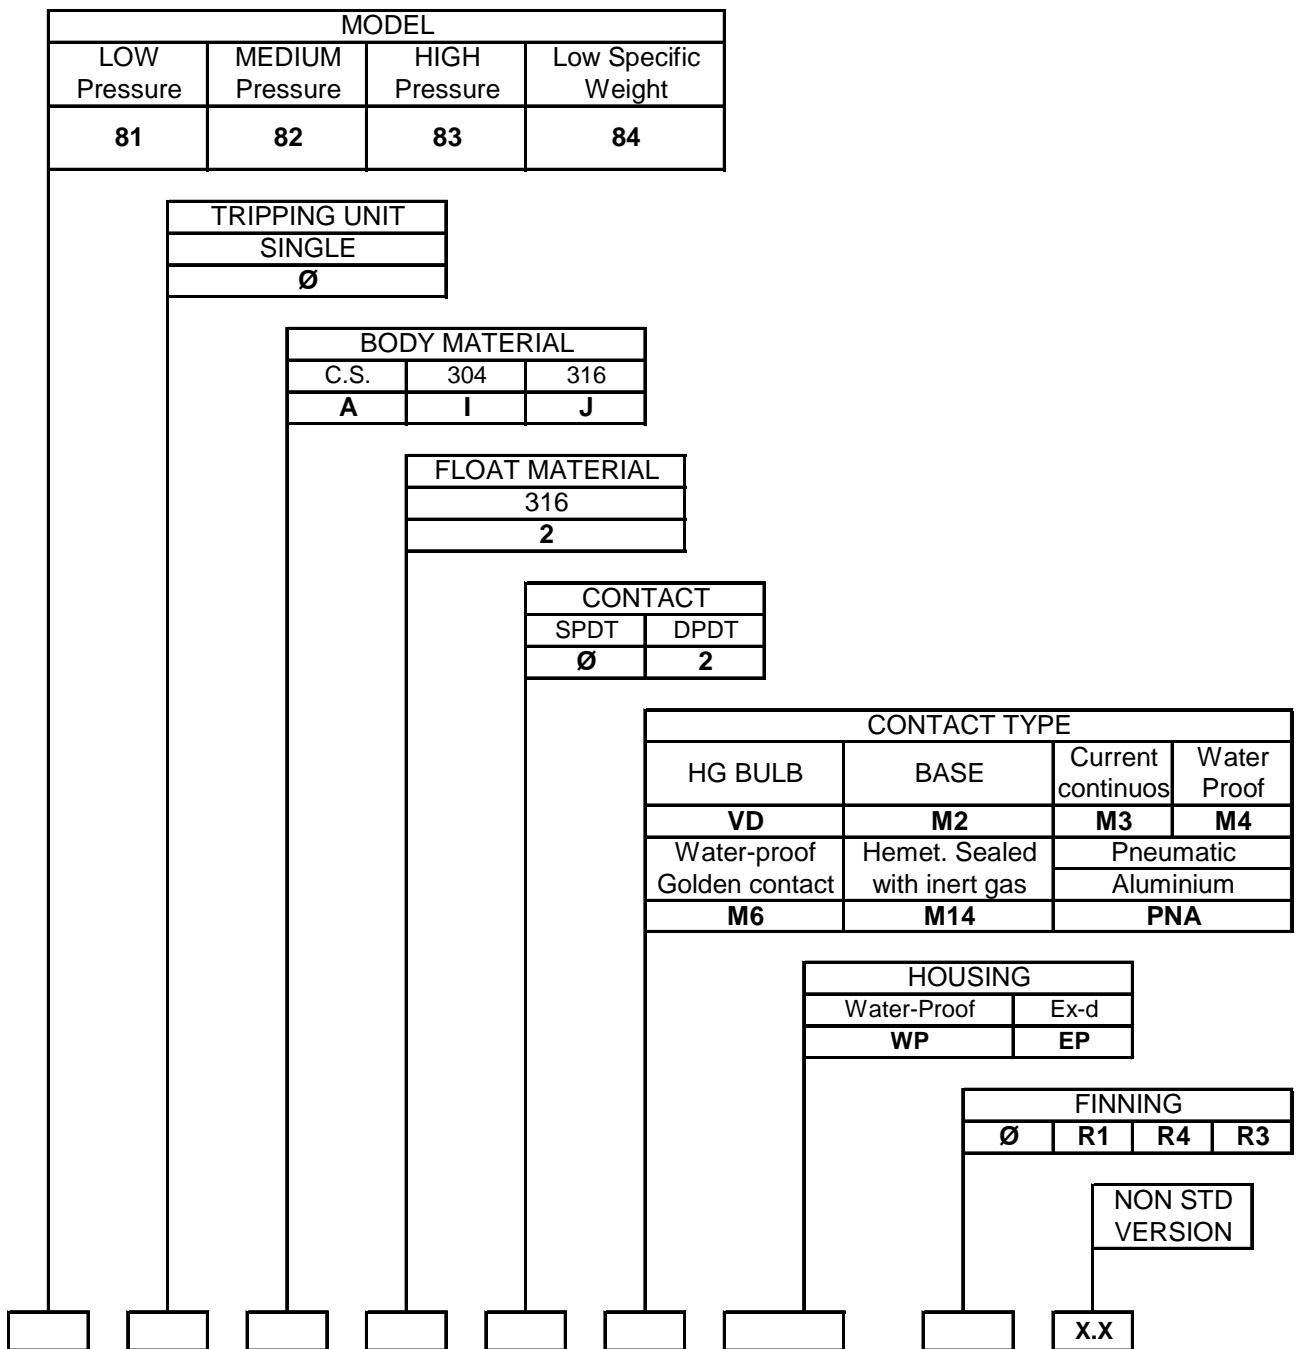 MODEL
LOW Pressure MEDIUM Pressure HIGH Pressure Low Specific Weight
81 82 83 84
TRIPPING UNIT
SINGLE
Ø
BODY MATERIAL
C.S. 304 316
A I J
FLOAT MATERIAL
316
2
CONTACT
SPDT DPDT
Ø 2
CONTACT TYPE
HG BULB BASE Current continuos Water Proof
VD M2 M3 M4
Water-proof Golden contact Hemet. Sealed with inert gas Pneumatic Aluminium
M6 M14 PNA
HOUSING
Water-Proof Ex-d
WP EP
FINNING
Ø R1 R4 R3
NON STD
VERSION
X.X